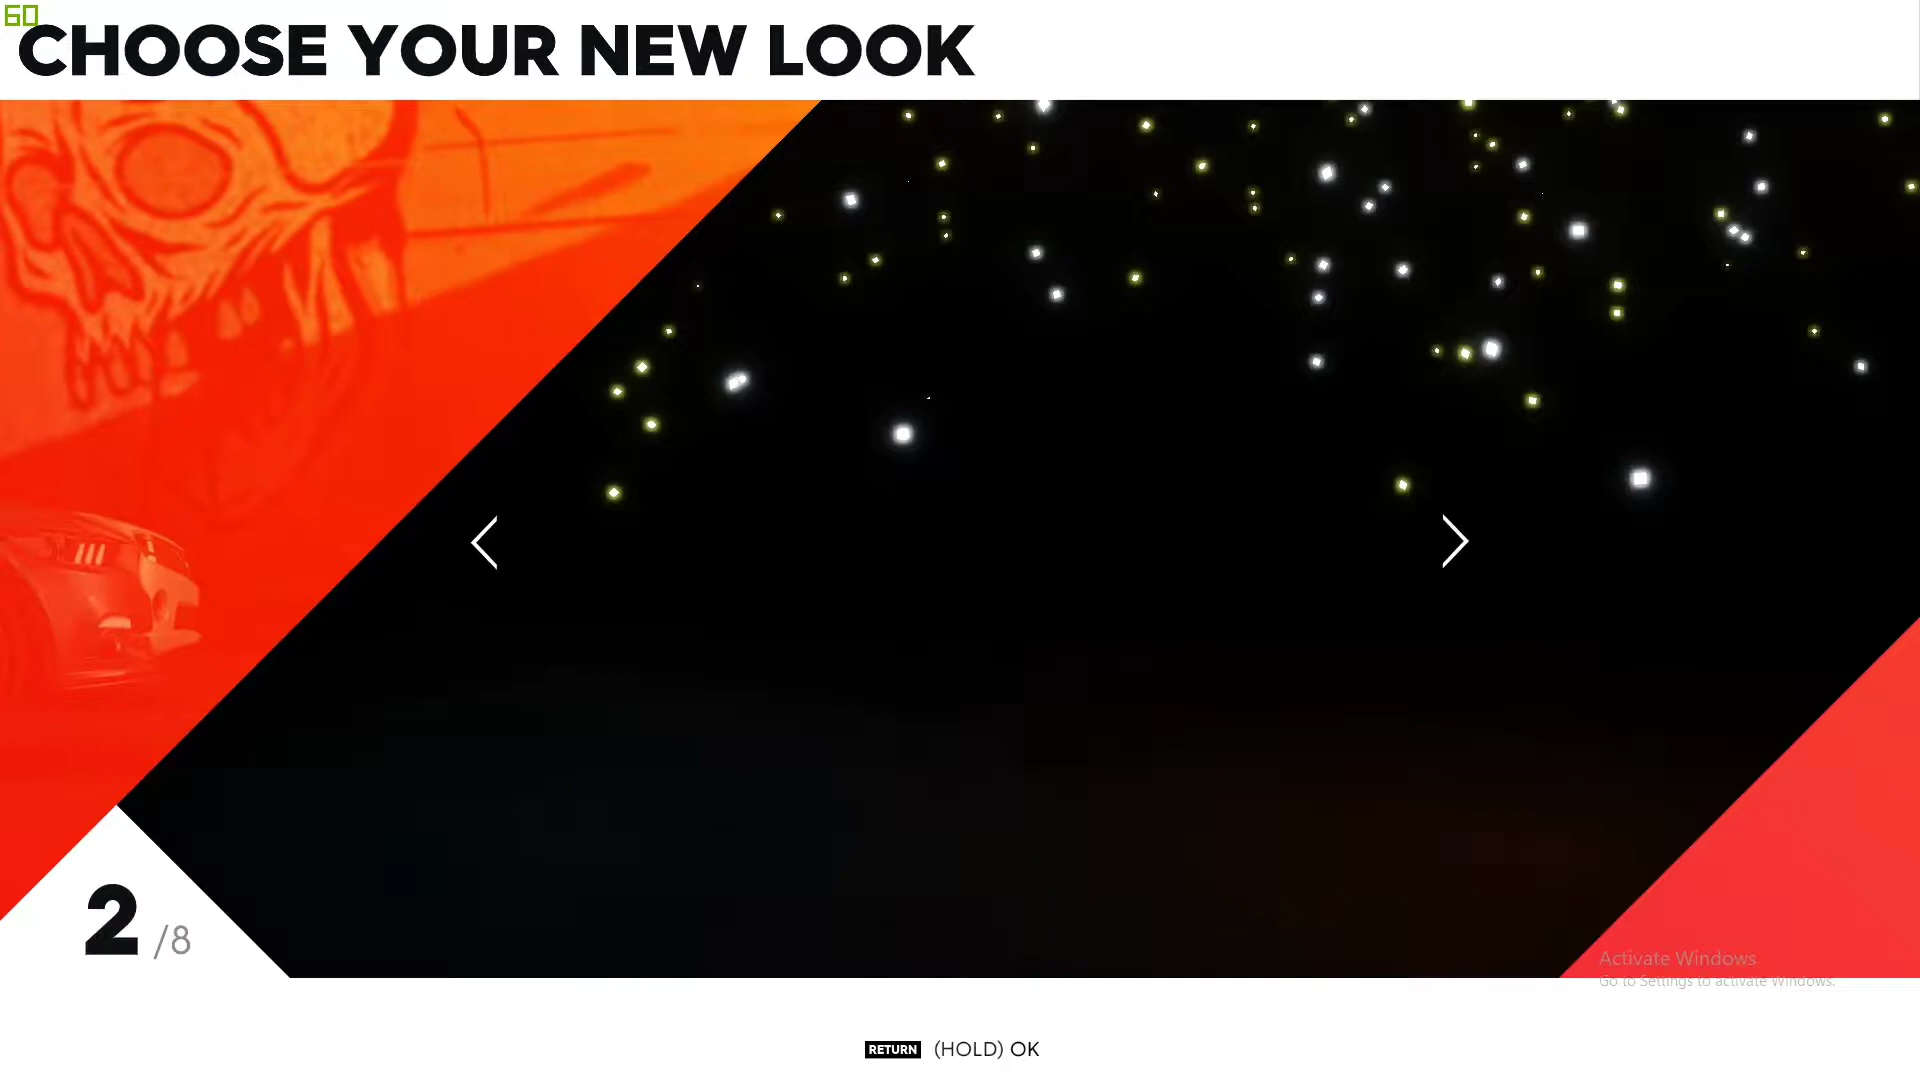 60
CHOOSE YOUR NEW LOOK
2 /8
Activate Windows
Go to Settings to activate Windows.
RETURN (HOLD) OK